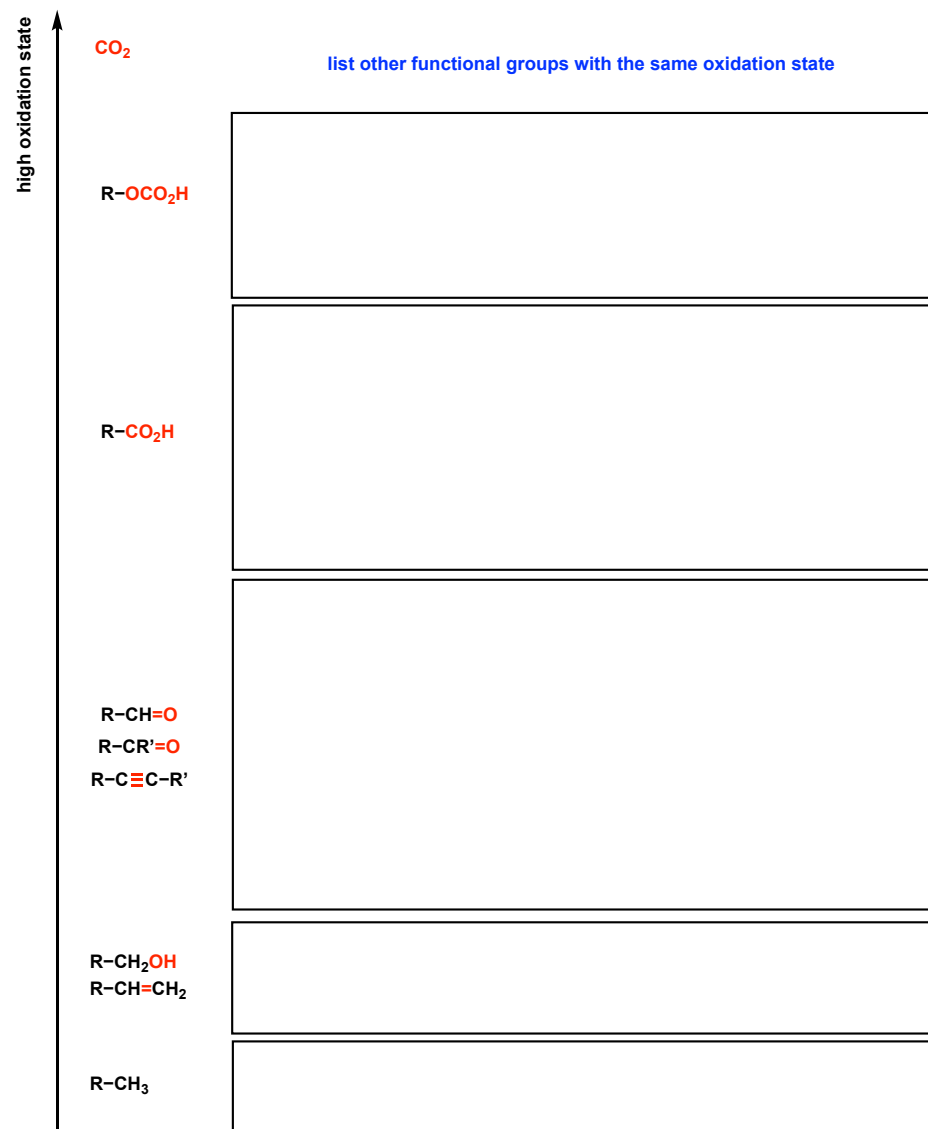 high oxidation state
CO₂
list other functional groups with the same oxidation state
R–OCO₂H
R–CO₂H
R–CH=O
R–CR’=O
R–C≡C–R’
R–CH₂OH
R–CH=CH₂
R–CH₃